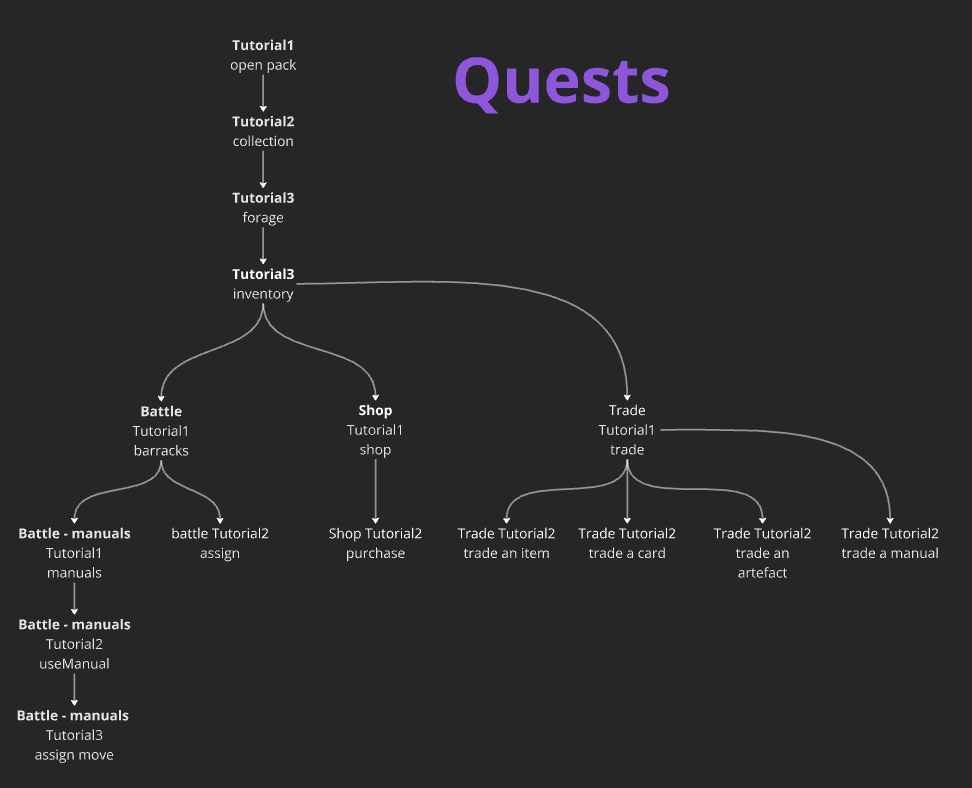 Quests
Tutorial1
open pack
Tutorial2
collection
Tutorial3
forage
Tutorial3
inventory
Battle
Tutorial1
barracks
Shop
Tutorial1
shop
Trade
Tutorial1
trade
Battle - manuals
Tutorial1
manuals
battle Tutorial2
assign
Shop Tutorial2
purchase
Trade Tutorial2
trade an item
Trade Tutorial2
trade a card
Trade Tutorial2
trade an
artefact
Trade Tutorial2
trade a manual
Battle - manuals
Tutorial2
useManual
Battle - manuals
Tutorial3
assign move